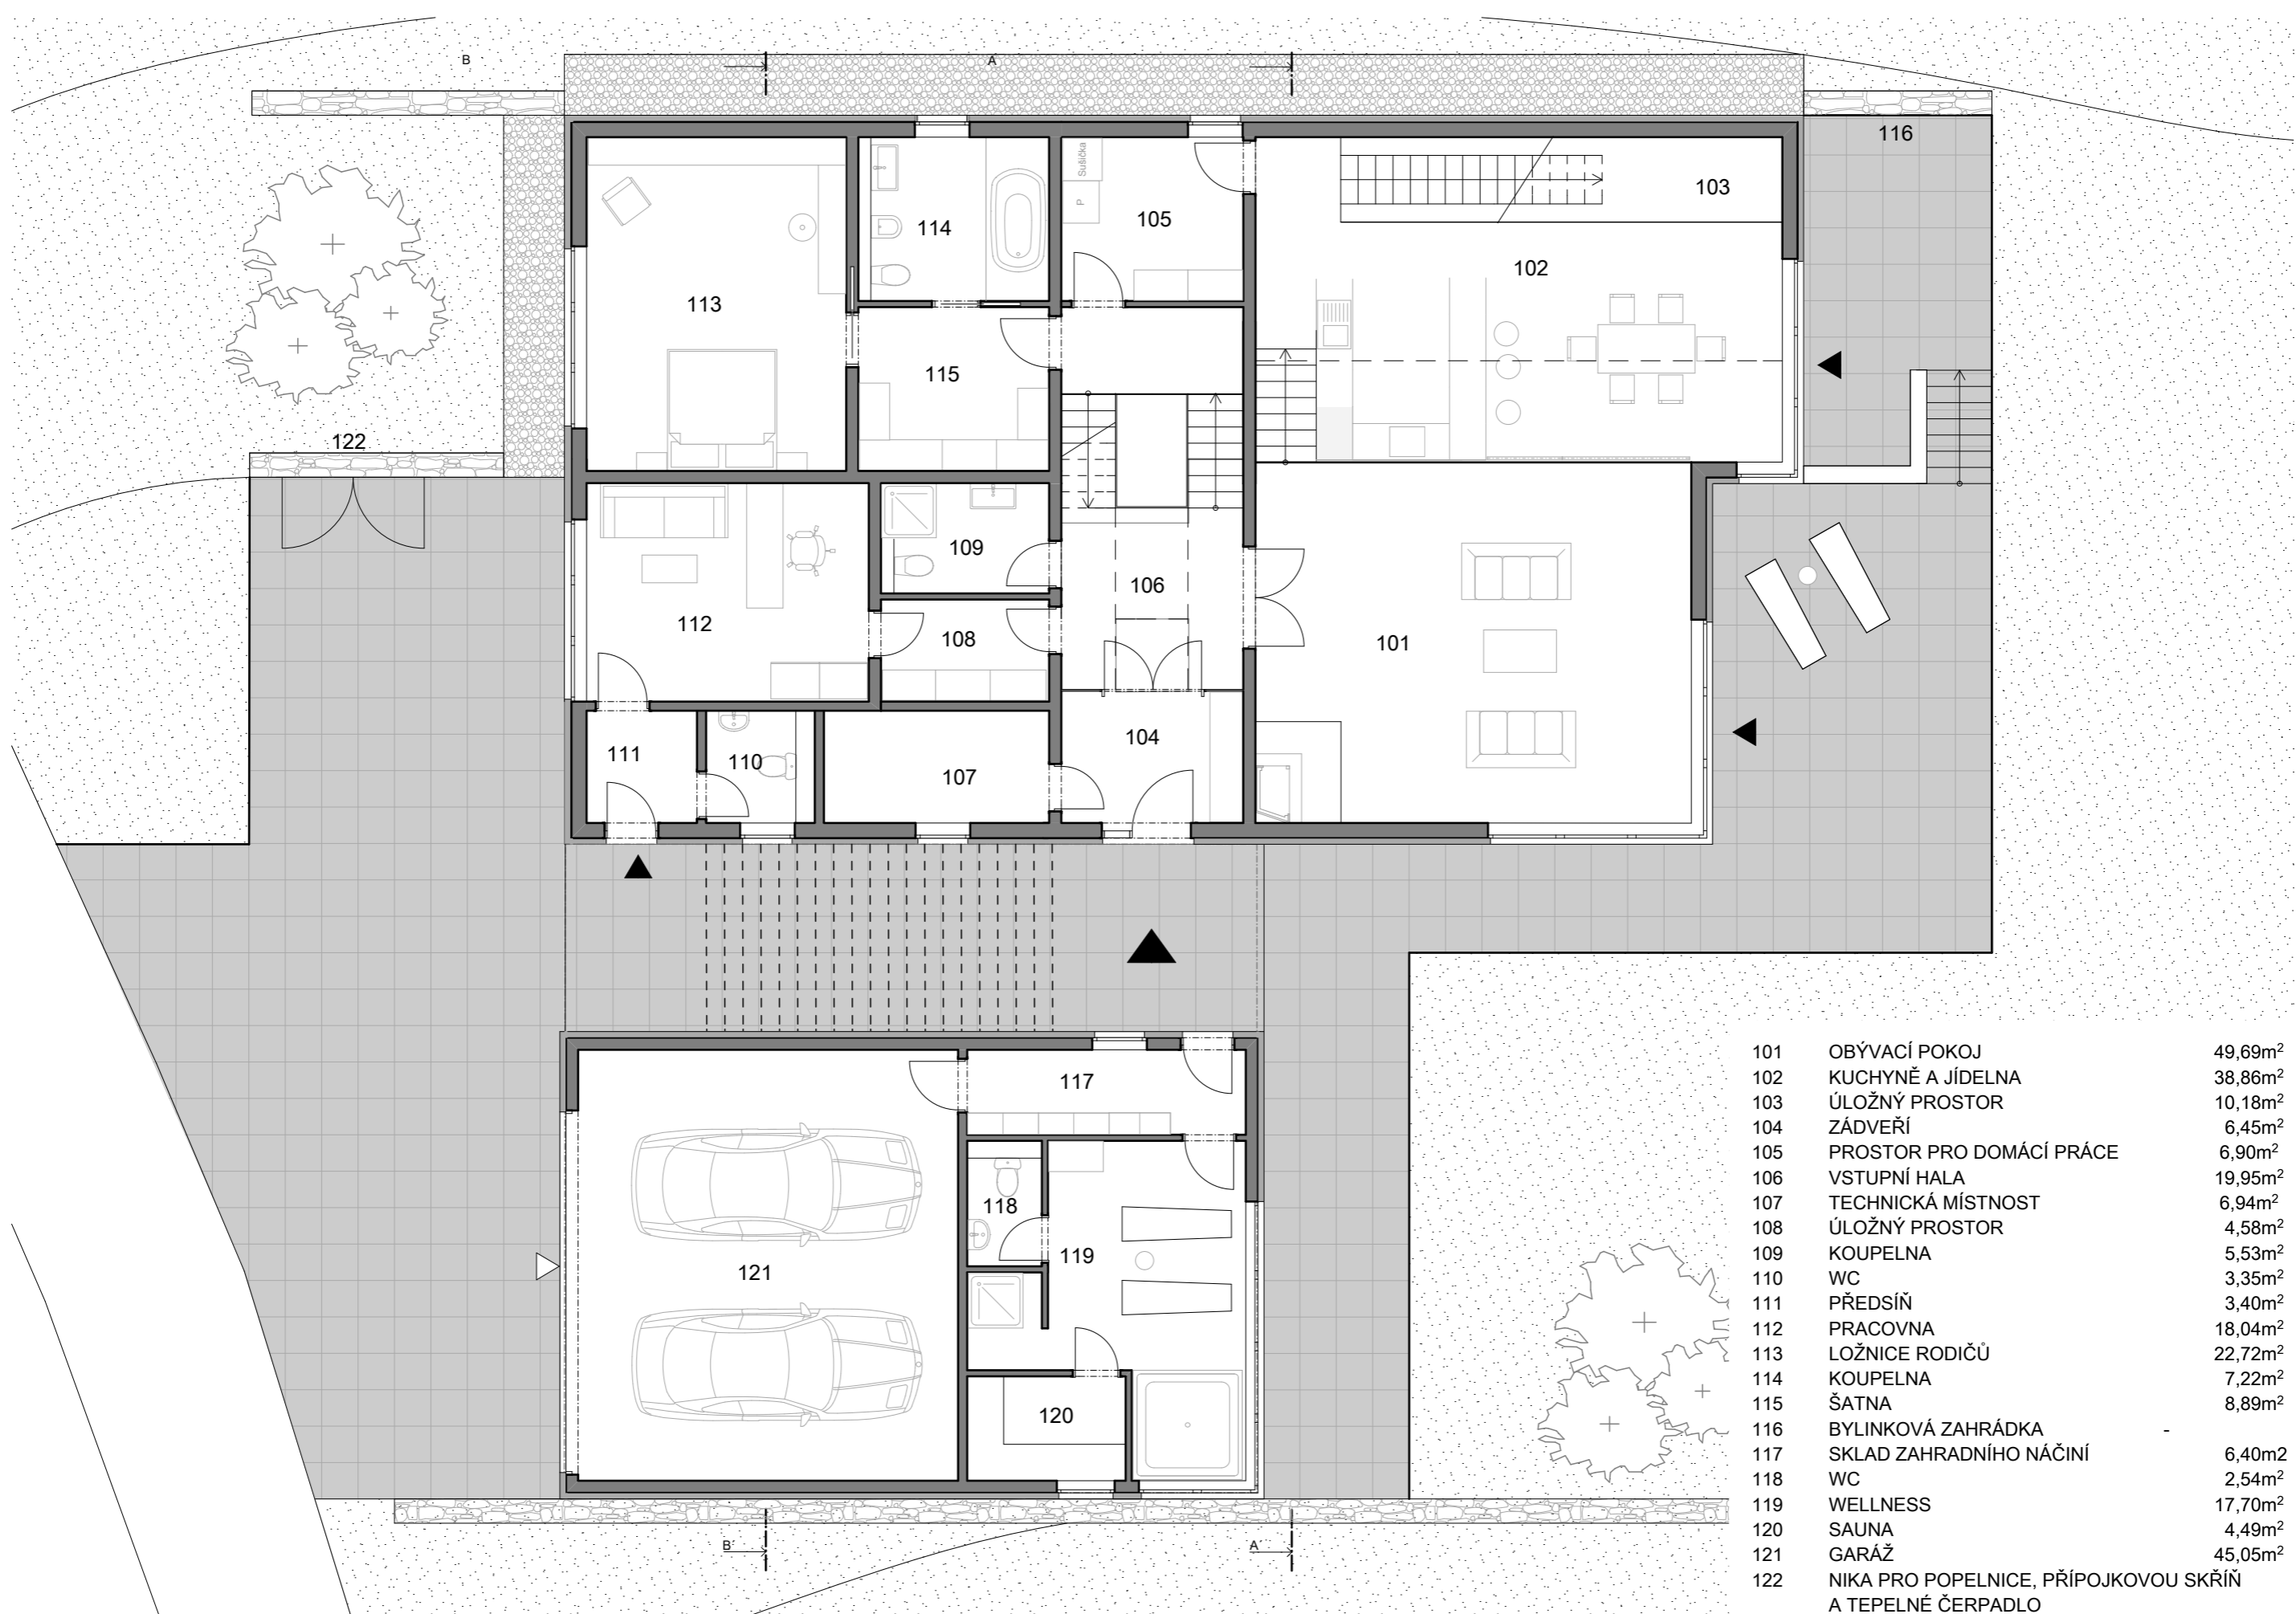 B
A
116
Sušička
P
103
105
114
102
113
115
122
109
106
112
108
101
111
110
104
107
117
118
119
121
120
B´
A´
101 OBÝVACÍ POKOJ 49,69m²
102 KUCHYNĚ A JÍDELNA 38,86m²
103 ÚLOŽNÝ PROSTOR 10,18m²
104 ZÁDVEŘÍ 6,45m²
105 PROSTOR PRO DOMÁCÍ PRÁCE 6,90m²
106 VSTUPNÍ HALA 19,95m²
107 TECHNICKÁ MÍSTNOST 6,94m²
108 ÚLOŽNÝ PROSTOR 4,58m²
109 KOUPELNA 5,53m²
110 WC 3,35m²
111 PŘEDSÍŇ 3,40m²
112 PRACOVNA 18,04m²
113 LOŽNICE RODIČŮ 22,72m²
114 KOUPELNA 7,22m²
115 ŠATNA 8,89m²
116 BYLINKOVÁ ZAHRÁDKA -
117 SKLAD ZAHRADNÍHO NÁČINÍ 6,40m2
118 WC 2,54m²
119 WELLNESS 17,70m²
120 SAUNA 4,49m²
121 GARÁŽ 45,05m²
122 NIKA PRO POPELNICE, PŘÍPOJKOVOU SKŘÍŇ
A TEPELNÉ ČERPADLO